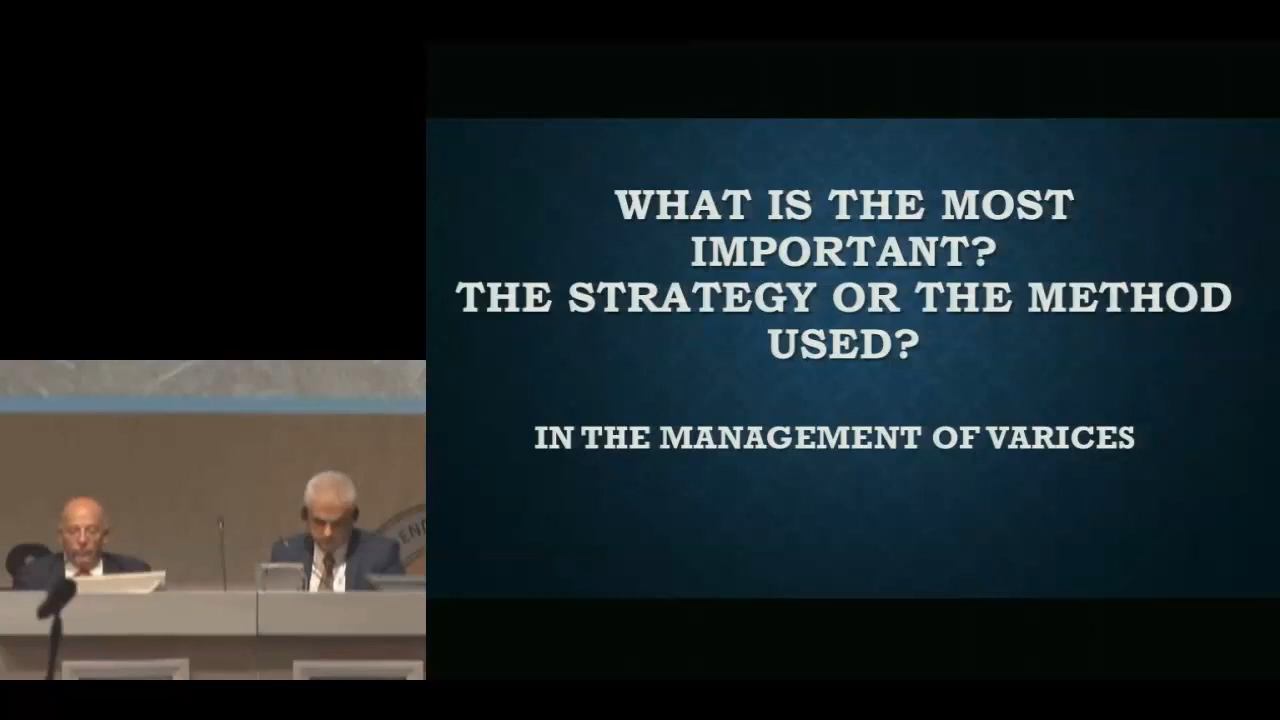 WHAT IS THE MOST
IMPORTANT?
THE STRATEGY OR THE METHOD
USED?
IN THE MANAGEMENT OF VARICES